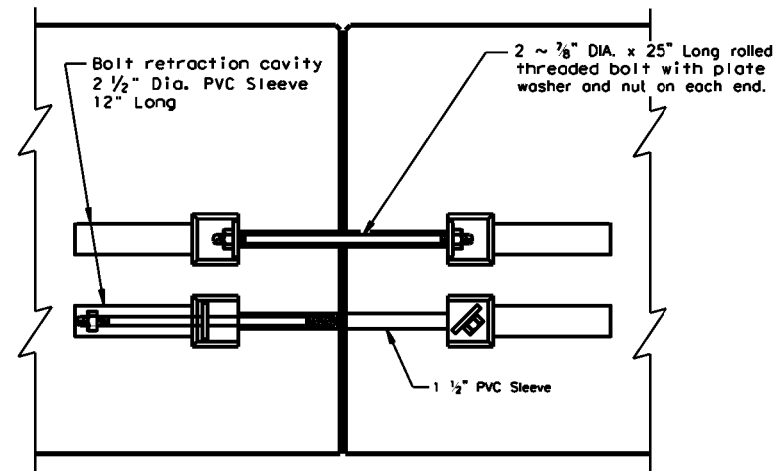 Bolt retraction cavity
2 ½" Dia. PVC Sleeve
12" Long
2 ~ ⅞" DIA. x 25" Long rolled
threaded bolt with plate
washer and nut on each end.
1 ½" PVC Sleeve